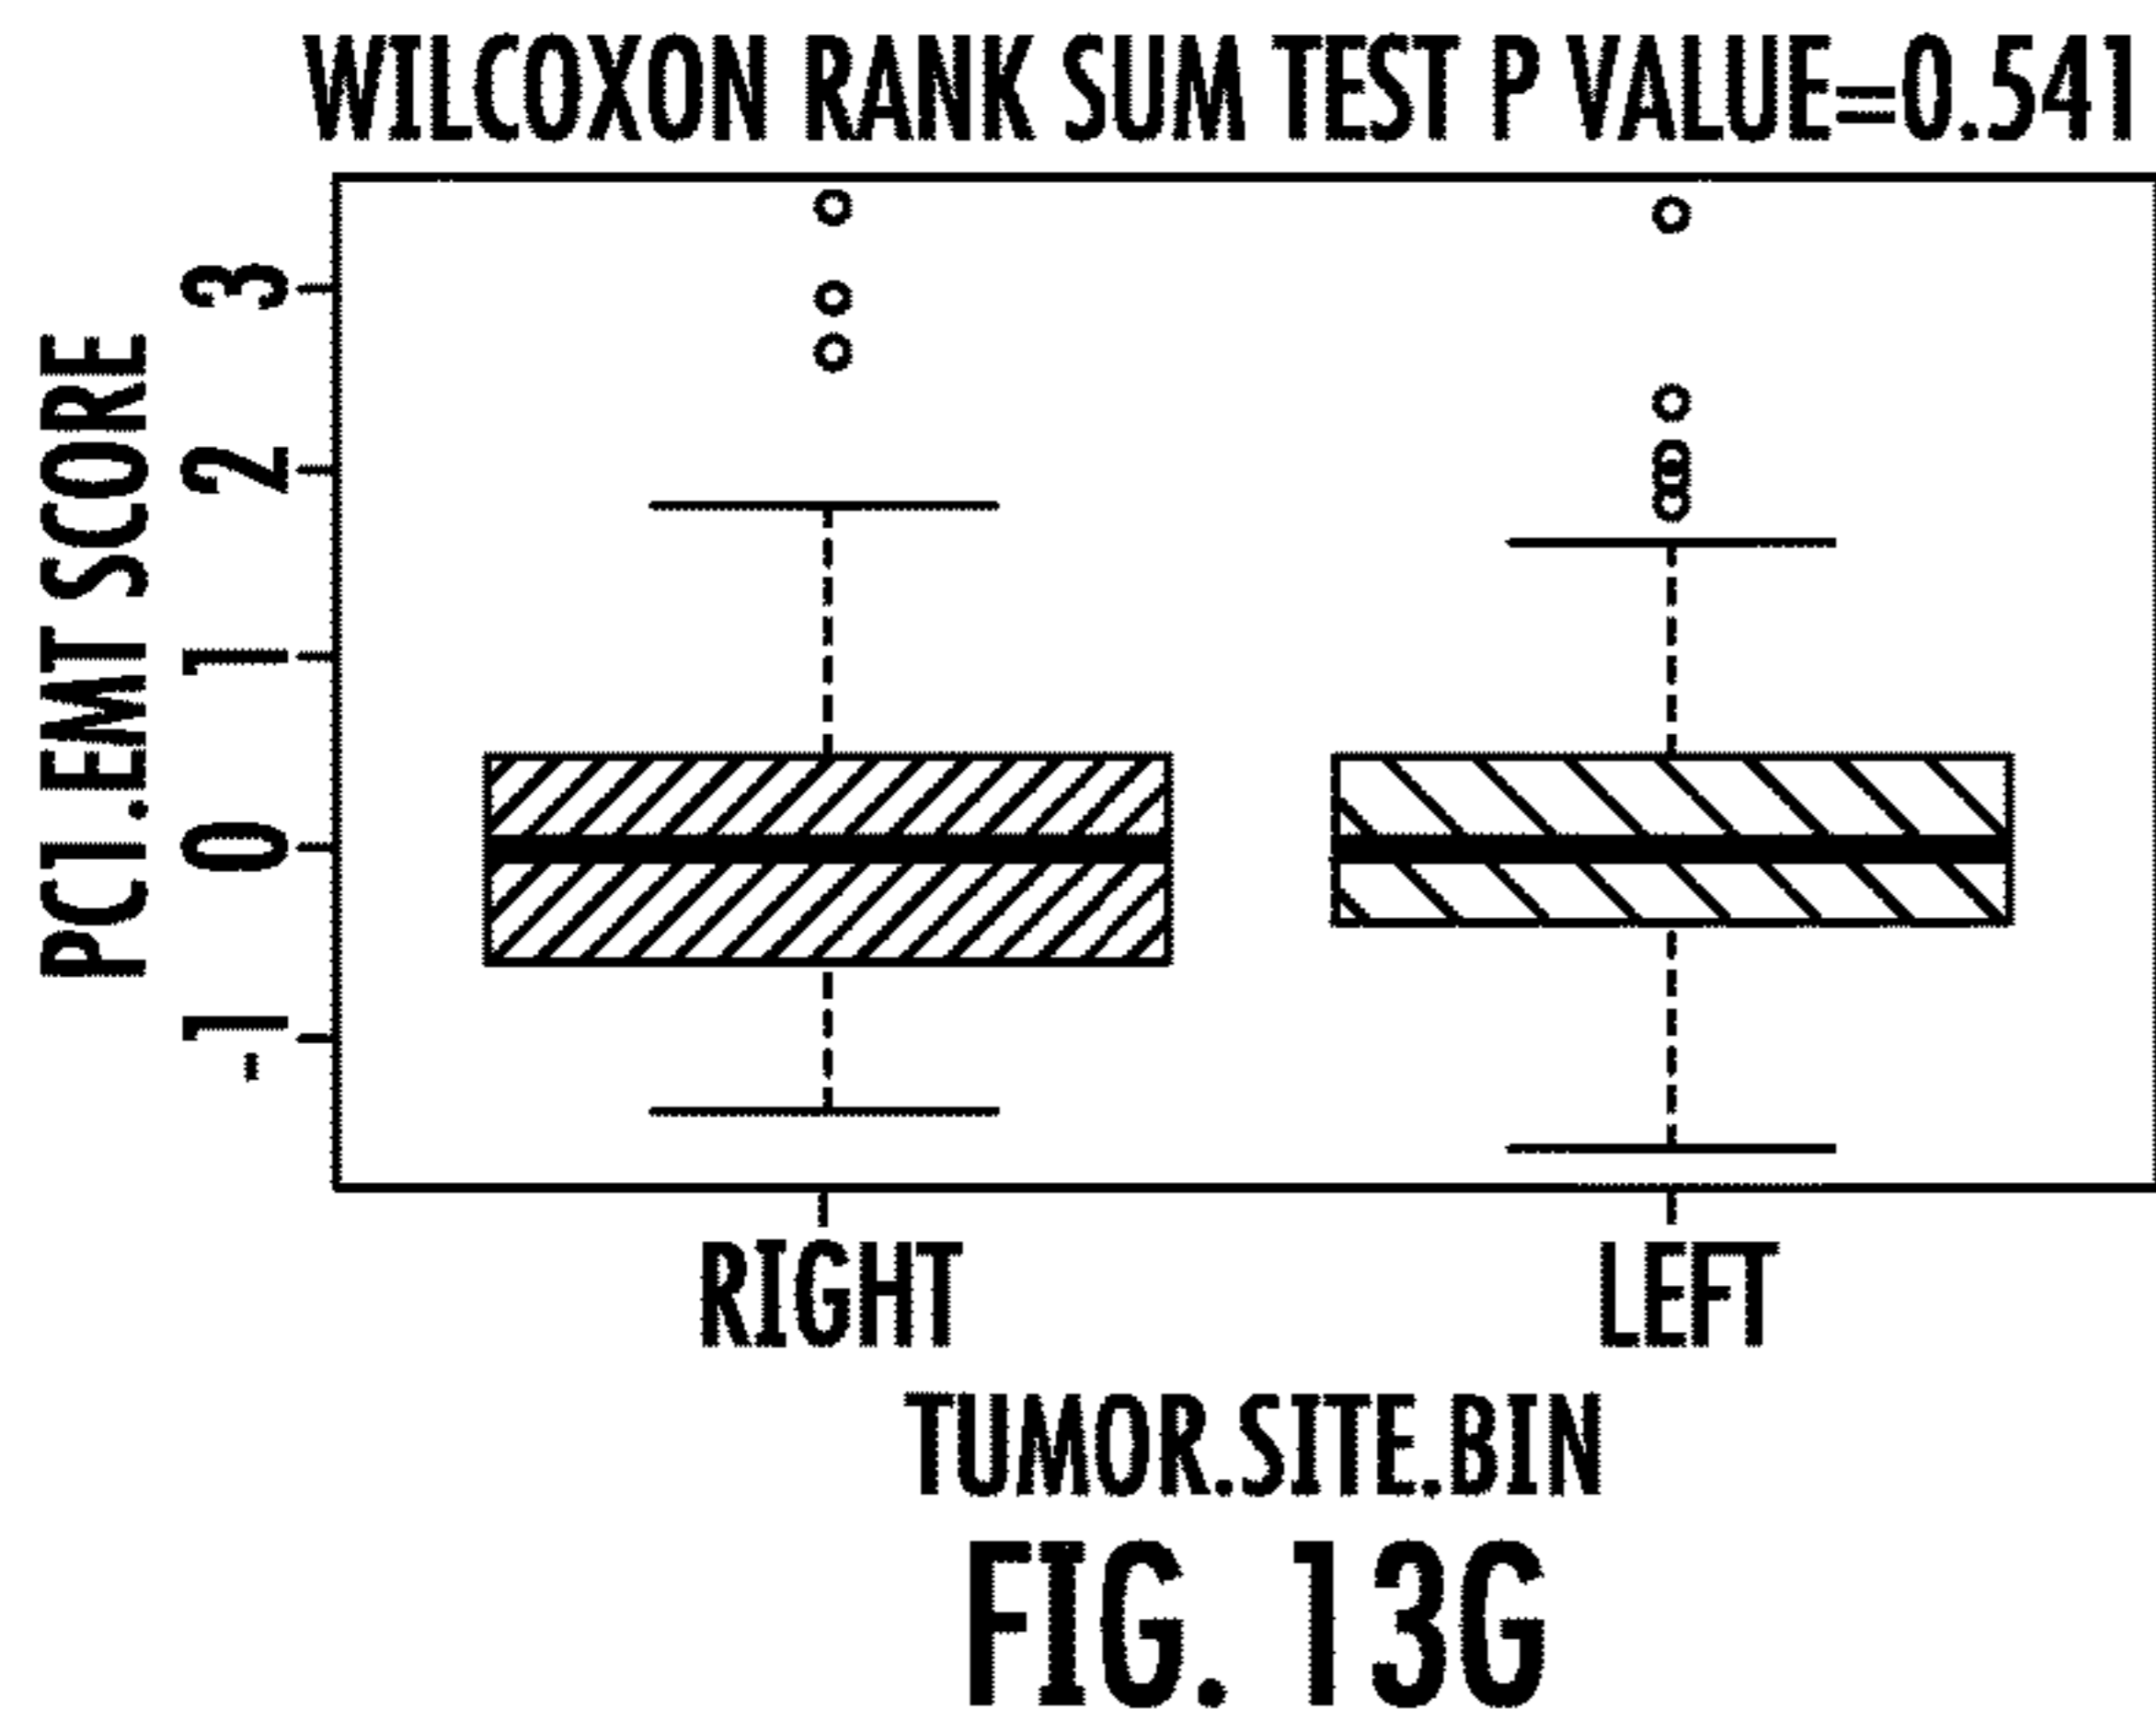 WILCOXON RANK SUM TEST P VALUE=0.541
PC1.EMT SCORE
3
2
1
0
-1
RIGHT LEFT
TUMOR.SITE.BIN
FIG. 13G